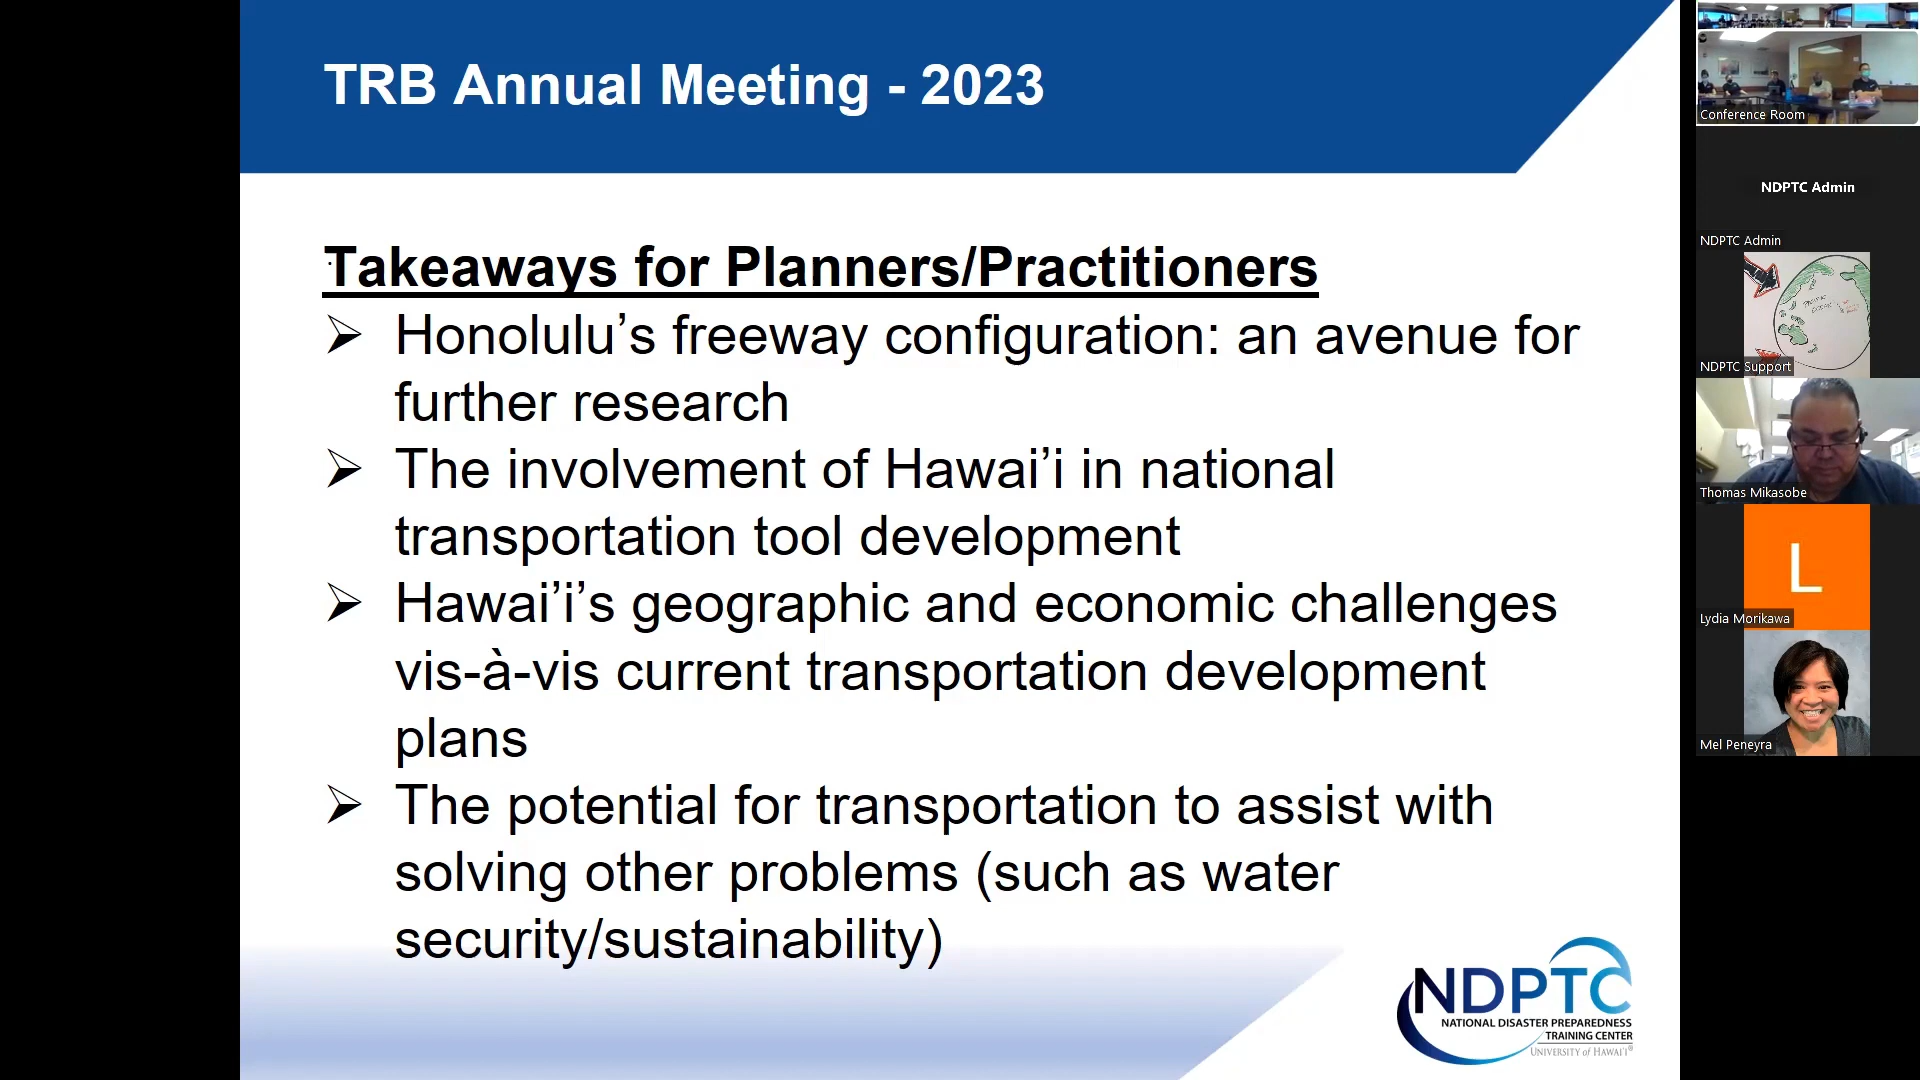 TRB Annual Meeting - 2023
Takeaways for Planners/Practitioners
➢ Honolulu’s freeway configuration: an avenue for
further research
➢ The involvement of Hawai’i in national
transportation tool development
➢ Hawai’i’s geographic and economic challenges
vis-à-vis current transportation development
plans
➢ The potential for transportation to assist with
solving other problems (such as water
security/sustainability)
NDPTC
NATIONAL DISASTER PREPAREDNESS
TRAINING CENTER
UNIVERSITY of HAWAI'I®
Conference Room
NDPTC Admin
NDPTC Admin
NDPTC Support
Thomas Mikasobe
L
Lydia Morikawa
Mel Peneyra